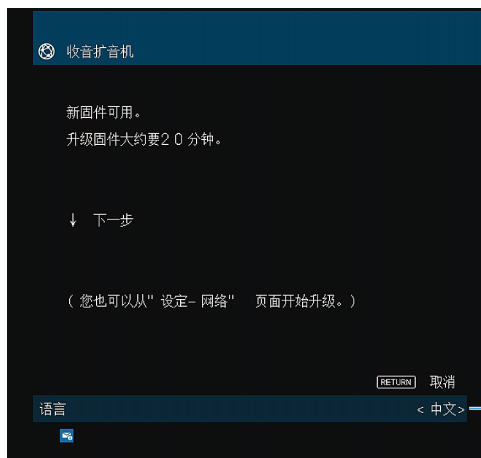 收音扩音机
新固件可用。
升级固件大约要20分钟。
↓ 下一步
(您也可以从"设定-网络" 页面开始升级。)
RETURN 取消
语言 <中文>